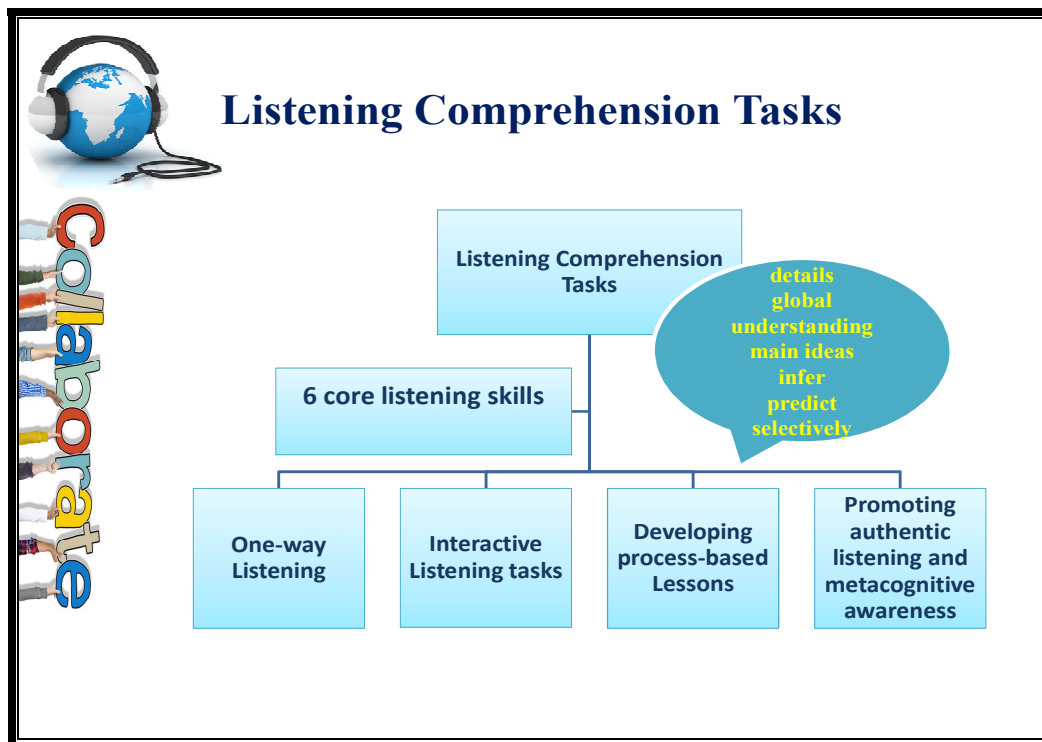 Listening Comprehension Tasks
Collaborate
Listening Comprehension
Tasks
details
global
understanding
main ideas
infer
predict
selectively
6 core listening skills
One-way
Listening
Interactive
Listening tasks
Developing
process-based
Lessons
Promoting
authentic
listening and
metacognitive
awareness